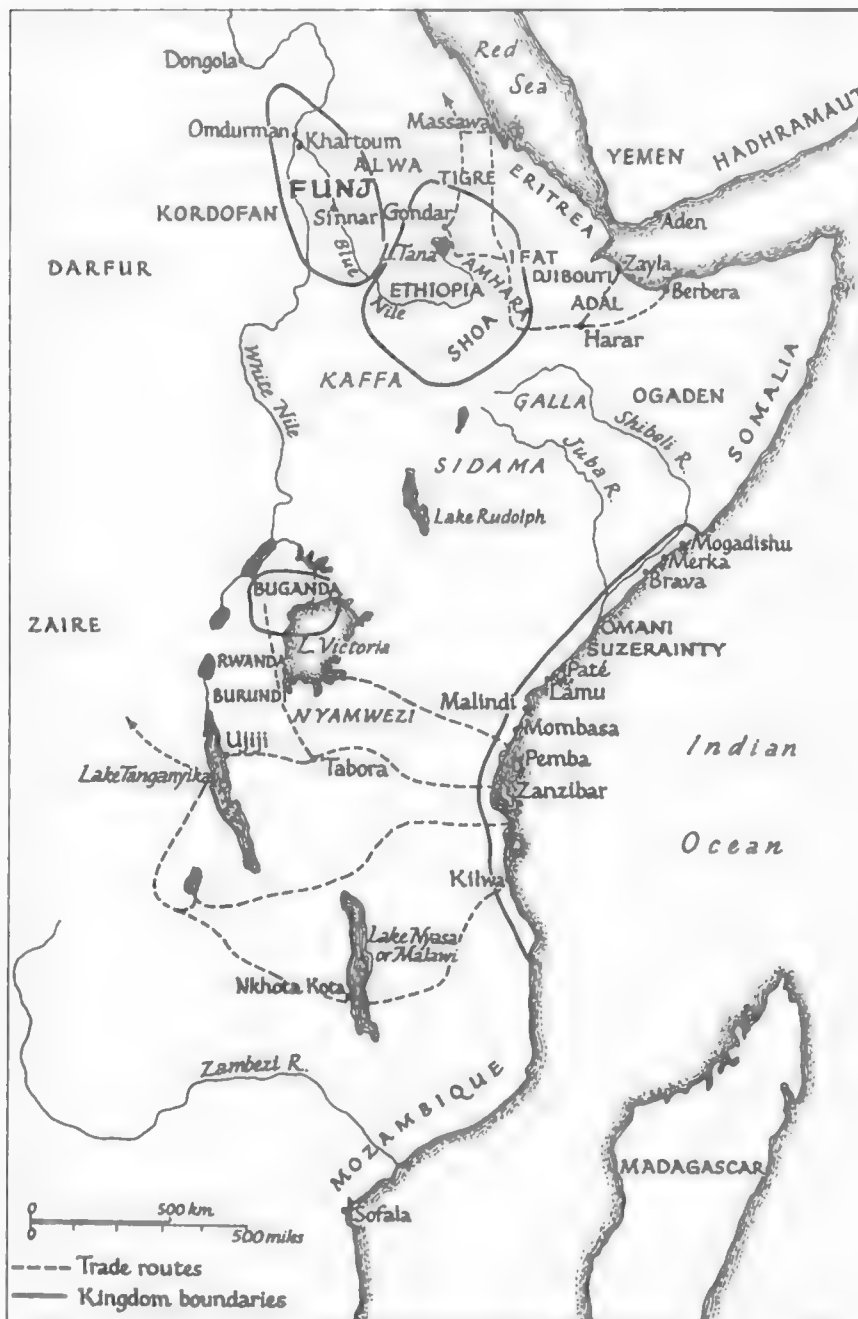 Dongola
Red
Sea
Omdurman
Khartoum
Massawa
ALWA
YEMEN
HADHRAMAUT
FUNJ
TIGRE
ERITREA
KORDOFAN
Sinnar
Gondar
Aden
DARFUR
Blue
L.Tana
AMHARA
IFAT
DJIBOUTI
Zayla
ETHIOPIA
ADAL
Berbera
Nile
SHOA
Harar
White Nile
KAFFA
GALLA
OGADEN
SOMALIA
Shibeli R.
Juba R.
SIDAMA
Lake Rudolph
Mogadishu
Merka
Brava
BUGANDA
ZAIRE
L. Victoria
OMANI
SUZERAINTY
RWANDA
Paté
Lamu
BURUNDI
NYAMWEZI
Malindi
Mombasa
Indian
Ujiji
Pemba
Lake Tanganyika
Tabora
Zanzibar
Ocean
Kilwa
Lake Nyasa
or Malawi
Nkhota Kota
Zambezi R.
MOZAMBIQUE
MADAGASCAR
Sofala
500 km
500 miles
Trade routes
Kingdom boundaries